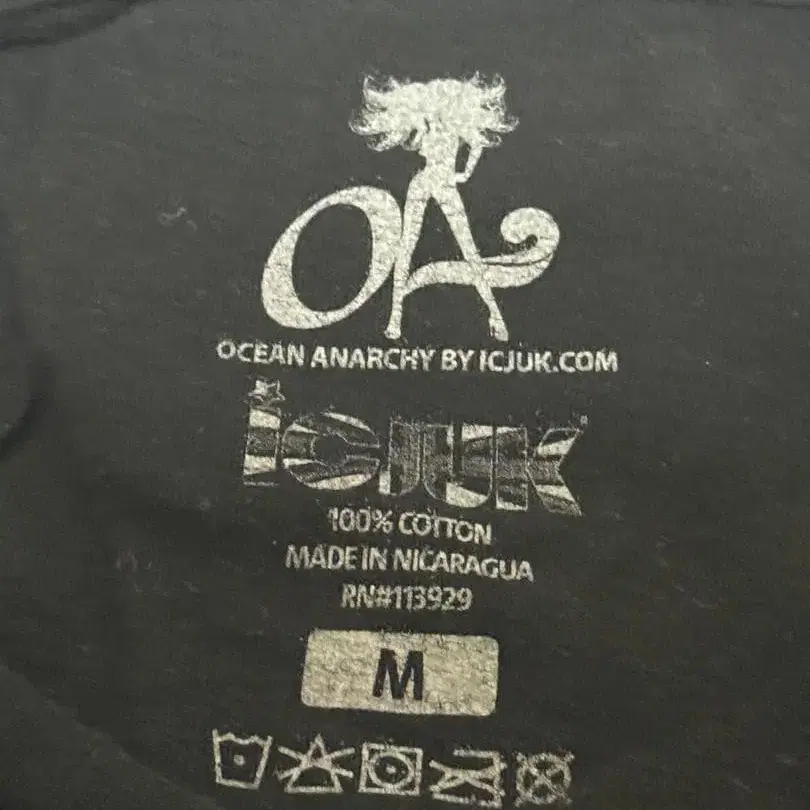 OA
OCEAN ANARCHY BY ICJUK.COM
iCJUK
100% COTTON
MADE IN NICARAGUA
RN#113929
M